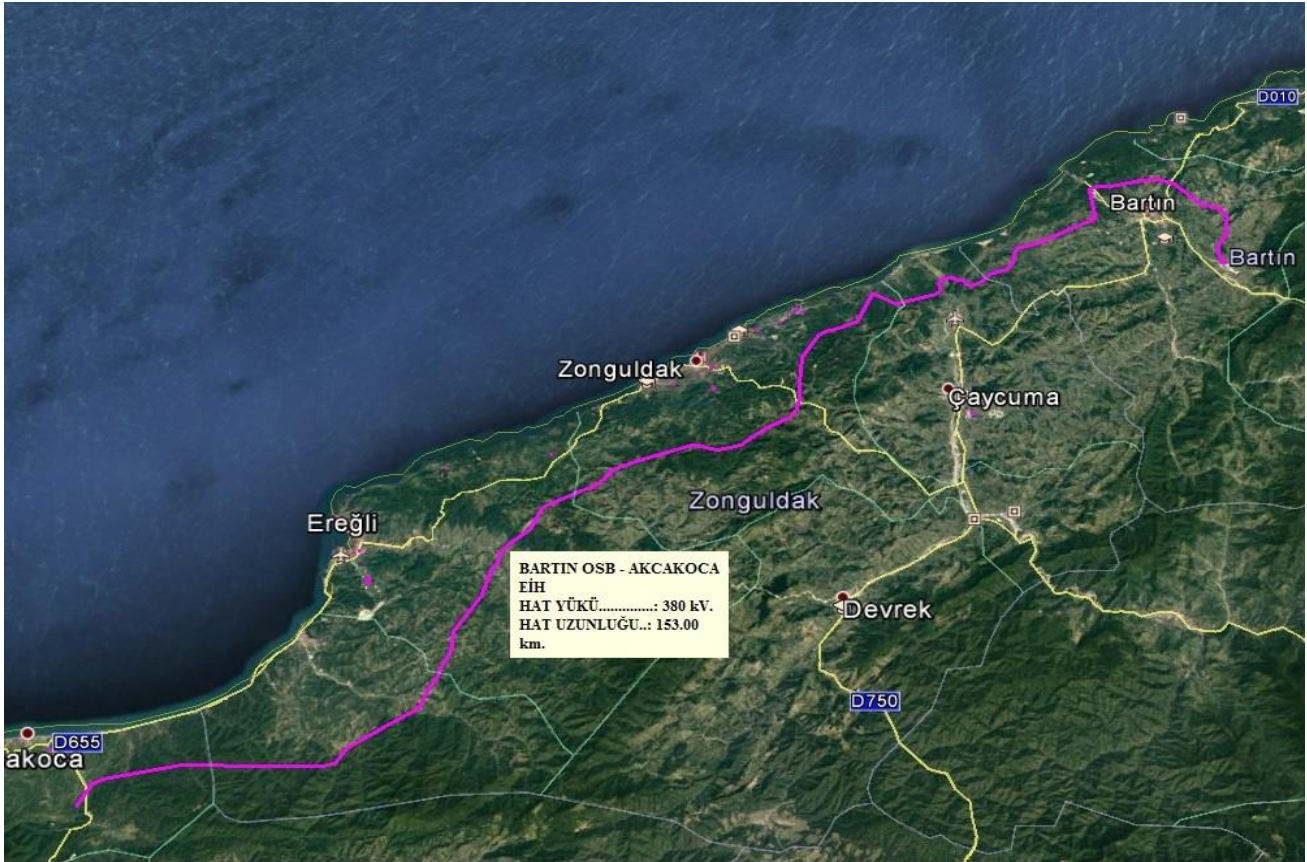 D010
Bartın
Bartın
Zonguldak
Çaycuma
Zonguldak
Ereğli
BARTIN OSB - AKCAKOCA
EİH
HAT YÜKÜ..............: 380 kV.
HAT UZUNLUĞU..: 153.00
km.
Devrek
D750
D655
akoca